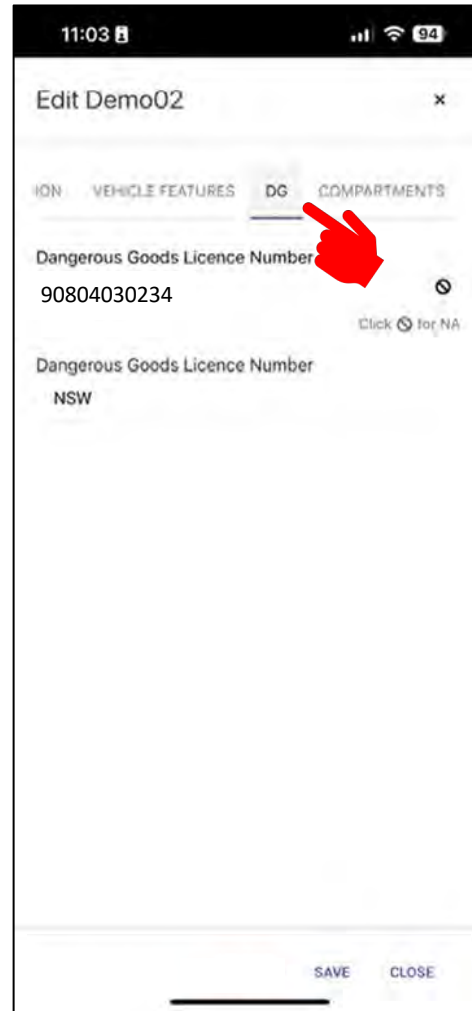 11:03
94
Edit Demo02 ×
ION VEHICLE FEATURES DG COMPARTMENTS
Dangerous Goods Licence Number
90804030234
Click for NA
Dangerous Goods Licence Number
NSW
SAVE CLOSE